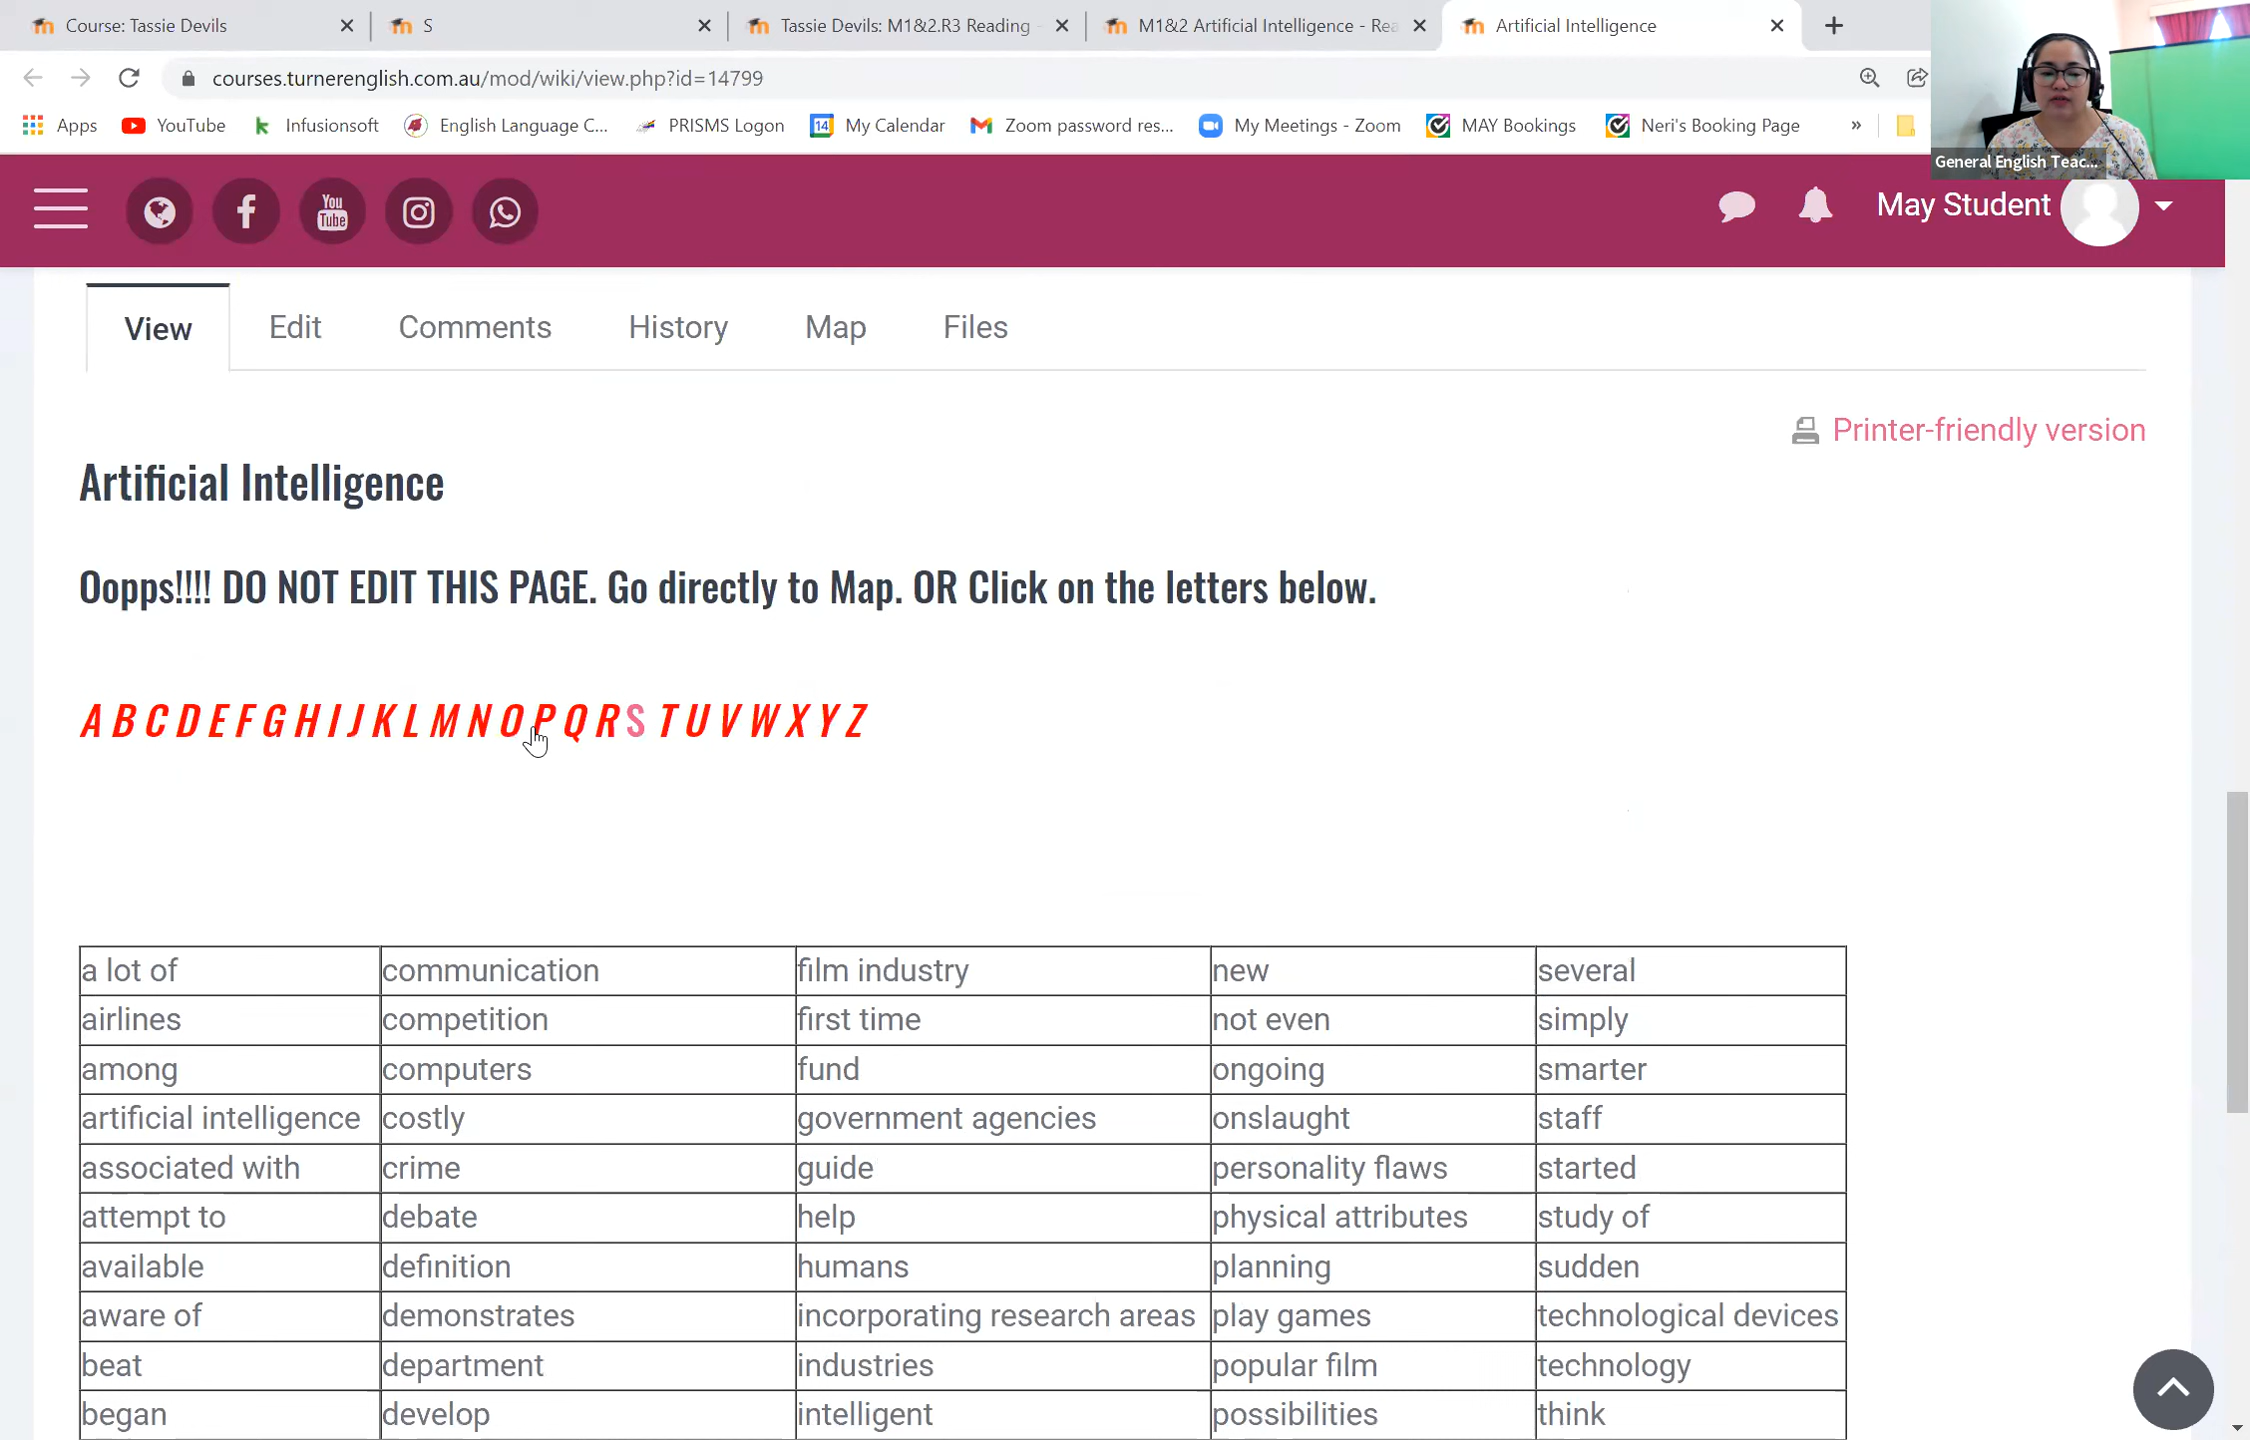 Course: Tassie Devils
S
Tassie Devils: M1&2.R3 Reading
M1&2 Artificial Intelligence - Rea
Artificial Intelligence
courses.turnerenglish.com.au/mod/wiki/view.php?id=14799
Apps YouTube Infusionsoft English Language C... PRISMS Logon 14 My Calendar Zoom password res... My Meetings - Zoom MAY Bookings Neri's Booking Page »
General English Teac...
You Tube
May Student
View Edit Comments History Map Files
Printer-friendly version
Artificial Intelligence
Oopps!!!! DO NOT EDIT THIS PAGE. Go directly to Map. OR Click on the letters below.
A B C D E F G H I J K L M N O P Q R S T U V W X Y Z
a lot of communication film industry new several
airlines competition first time not even simply
among computers fund ongoing smarter
artificial intelligence costly government agencies onslaught staff
associated with crime guide personality flaws started
attempt to debate help physical attributes study of
available definition humans planning sudden
aware of demonstrates incorporating research areas play games technological devices
beat department industries popular film technology
began develop intelligent possibilities think